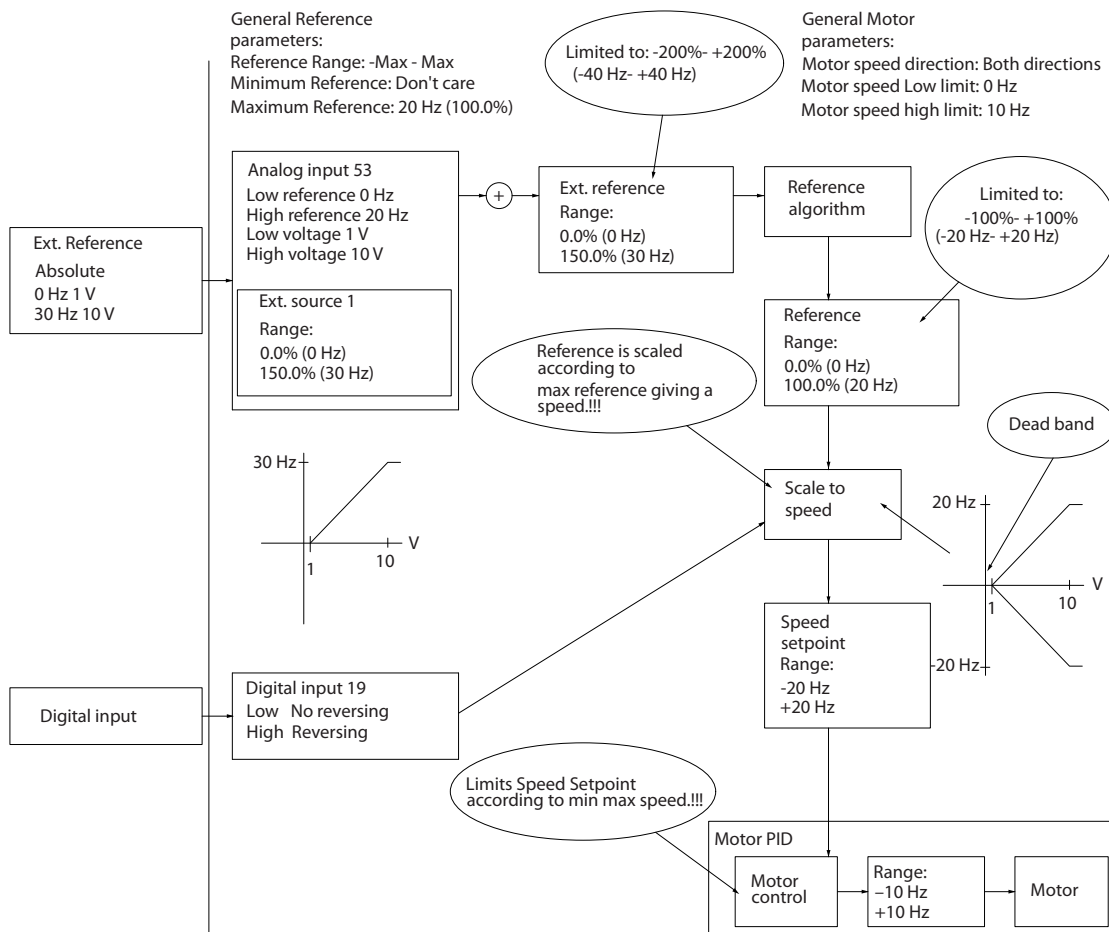 General Reference
parameters:
Reference Range: -Max - Max
Minimum Reference: Don't care
Maximum Reference: 20 Hz (100.0%)
Limited to: -200%- +200%
(-40 Hz- +40 Hz)
General Motor
parameters:
Motor speed direction: Both directions
Motor speed Low limit: 0 Hz
Motor speed high limit: 10 Hz
Ext. Reference
Absolute
0 Hz 1 V
30 Hz 10 V
Analog input 53
Low reference 0 Hz
High reference 20 Hz
Low voltage 1 V
High voltage 10 V
Ext. source 1
Range:
0.0% (0 Hz)
150.0% (30 Hz)
+
Ext. reference
Range:
0.0% (0 Hz)
150.0% (30 Hz)
Reference
algorithm
Limited to:
-100%- +100%
(-20 Hz- +20 Hz)
Reference
Range:
0.0% (0 Hz)
100.0% (20 Hz)
Reference is scaled
according to
max reference giving a
speed.!!!
Dead band
30 Hz
1
10
V
Scale to
speed
20 Hz
1
10
V
-20 Hz
Speed
setpoint
Range:
-20 Hz
+20 Hz
Digital input
Digital input 19
Low No reversing
High Reversing
Limits Speed Setpoint
according to min max speed.!!!
Motor PID
Motor
control
Range:
–10 Hz
+10 Hz
Motor